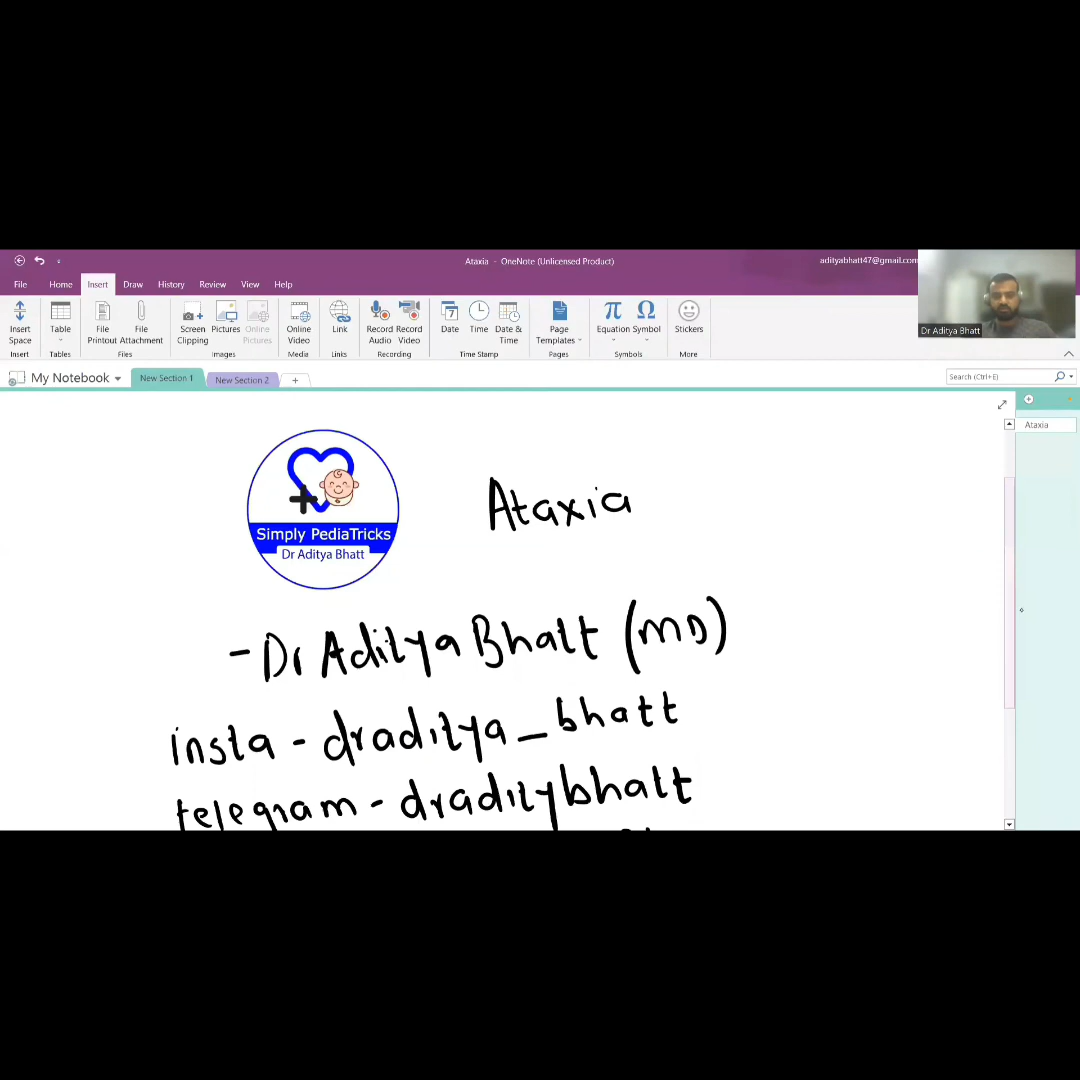 Ataxia - OneNote (Unlicensed Product)
adityabhatt47@gmail.com
File Home Insert Draw History Review View Help
Insert Space
Table
File Printout
File Attachment
Screen Clipping
Pictures
Online Pictures
Online Video
Link
Record Audio
Record Video
Date
Time
Date & Time
Page Templates
Equation
Symbol
Stickers
Insert Tables Files Images Media Links Recording Time Stamp Pages Symbols More
Dr Aditya Bhatt
My Notebook New Section 1 New Section 2 +
Search (Ctrl+E)
Ataxia
Simply PediaTricks
Dr Aditya Bhatt
Ataxia
- Dr Aditya Bhatt (MD)
insta - draditya_bhatt
telegram - draditybhatt